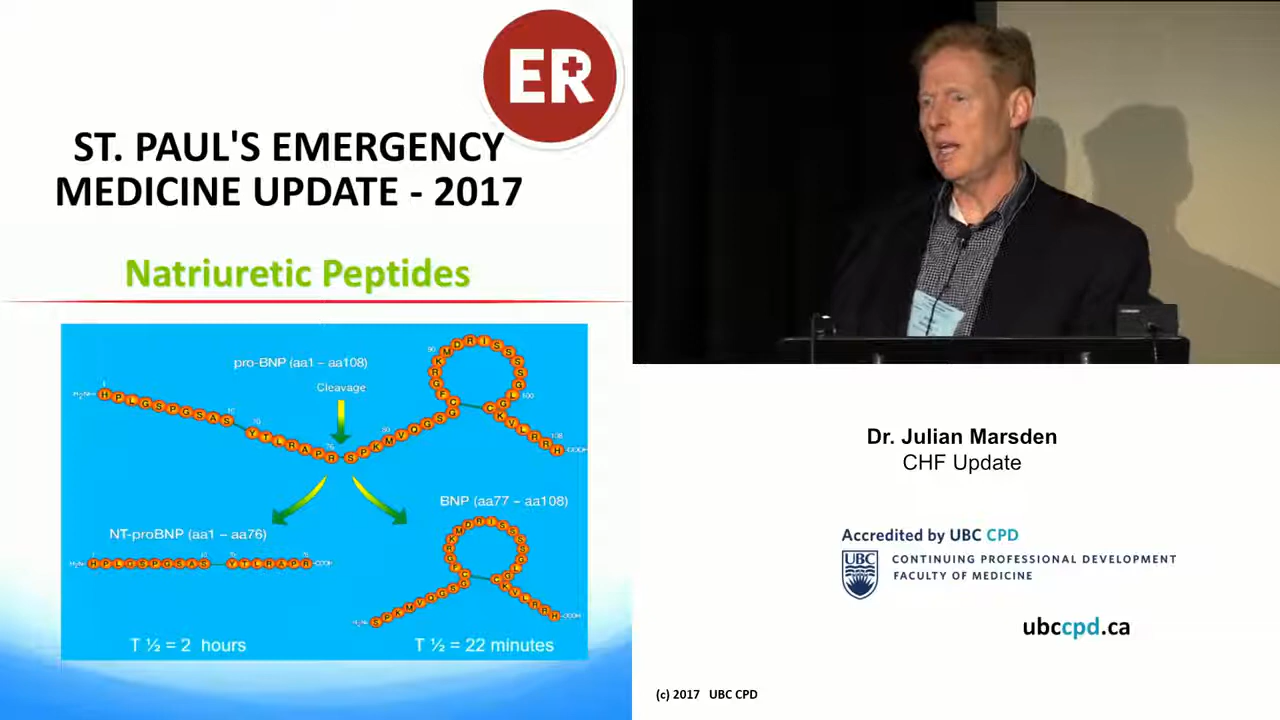 ER
ST. PAUL'S EMERGENCY
MEDICINE UPDATE - 2017
Natriuretic Peptides
pro-BNP (aa1 – aa108)
Cleavage
BNP (aa77 – aa108)
NT-proBNP (aa1 – aa76)
T ½ = 2 hours
T ½ = 22 minutes
Dr. Julian Marsden
CHF Update
Accredited by UBC CPD
UBC
CONTINUING PROFESSIONAL DEVELOPMENT
FACULTY OF MEDICINE
ubccpd.ca
(c) 2017 UBC CPD